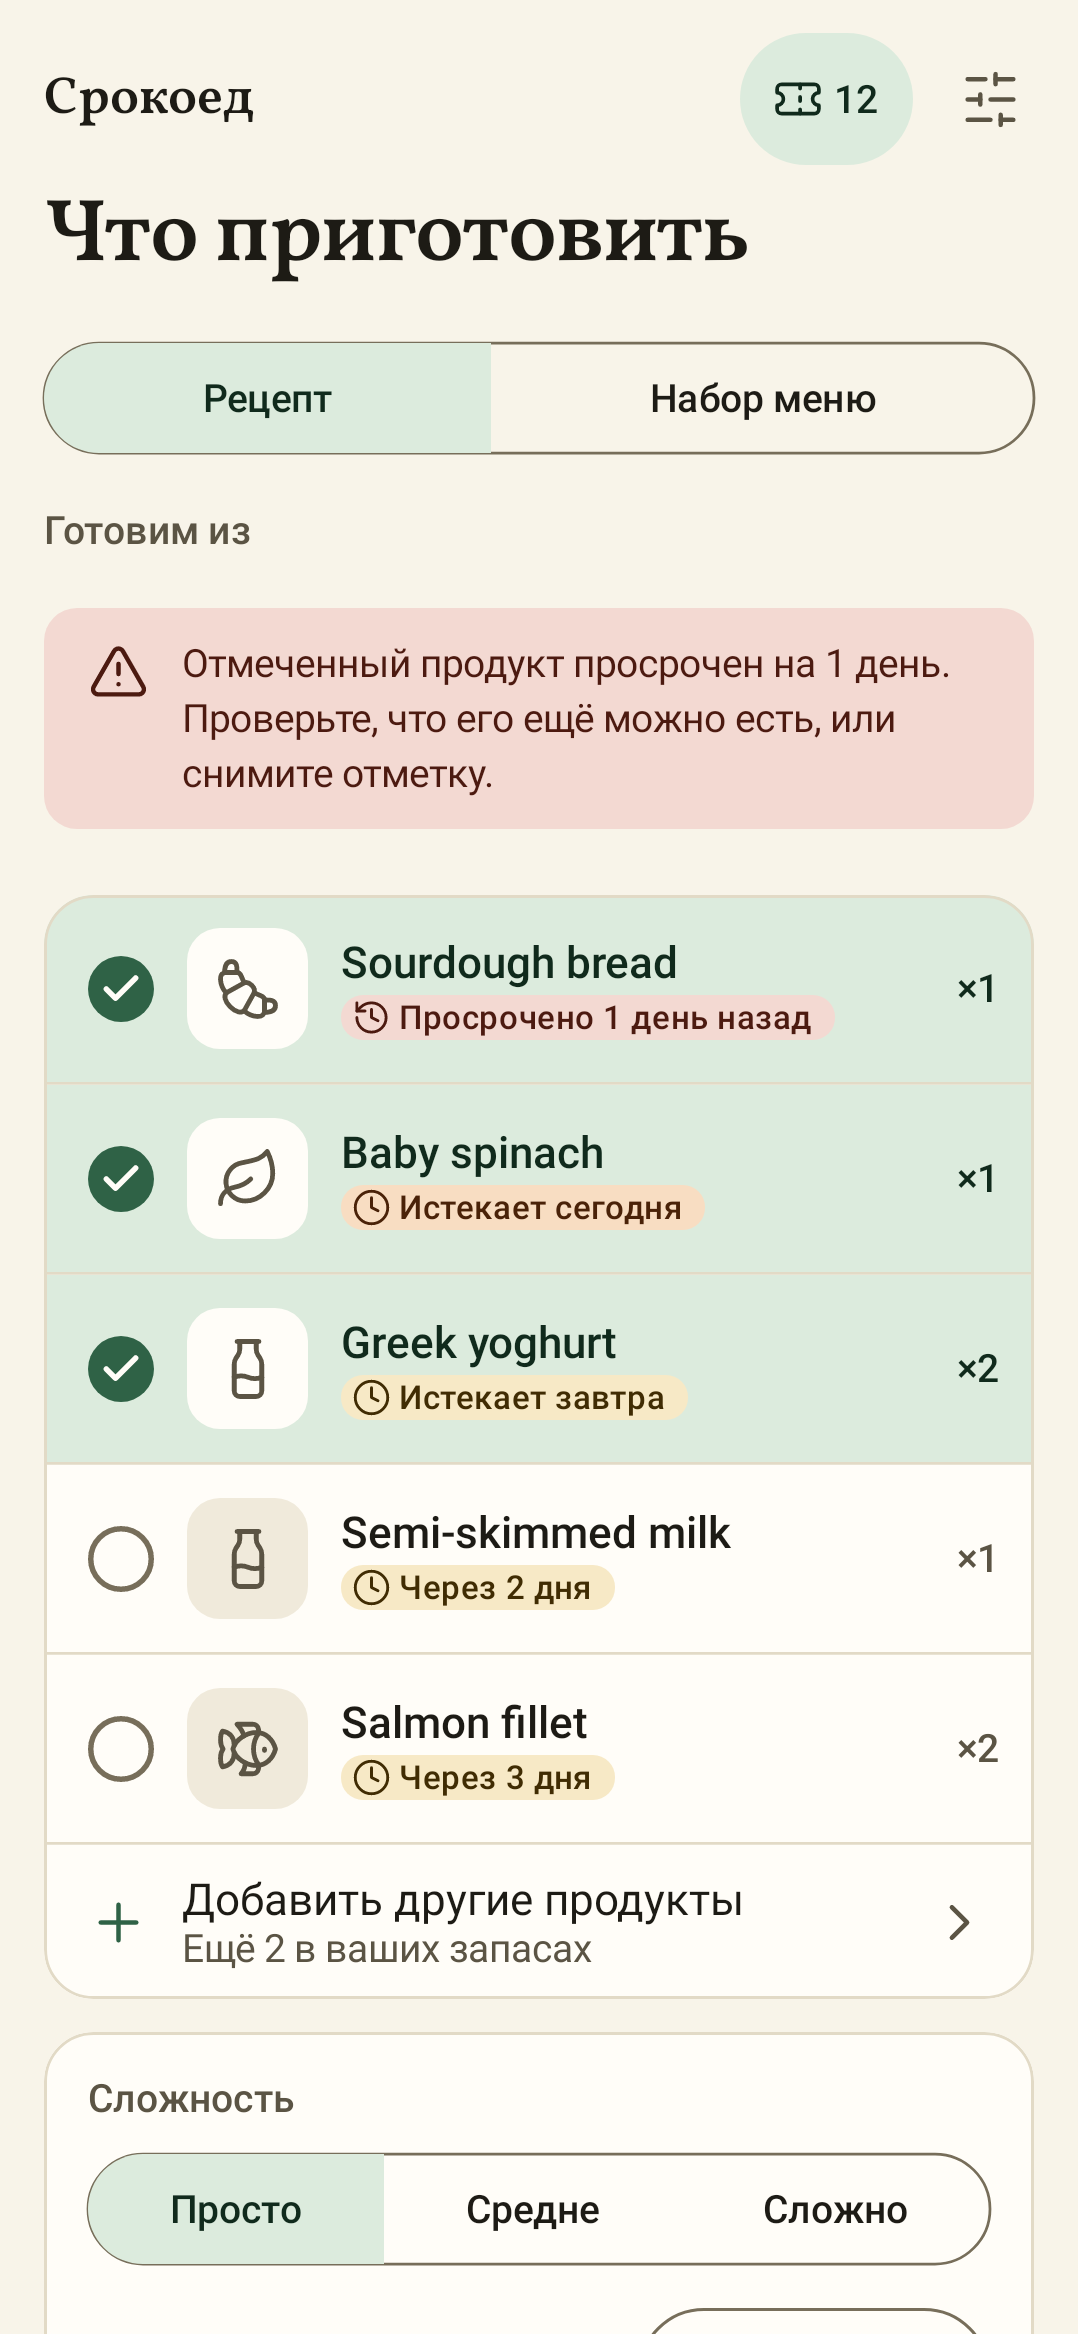 Срокоед
12
Что приготовить
Рецепт
Набор меню
Готовим из
Отмеченный продукт просрочен на 1 день.
Проверьте, что его ещё можно есть, или
снимите отметку.
Sourdough bread
×1
Просрочено 1 день назад
Baby spinach
×1
Истекает сегодня
Greek yoghurt
×2
Истекает завтра
Semi-skimmed milk
×1
Через 2 дня
Salmon fillet
×2
Через 3 дня
Добавить другие продукты
Ещё 2 в ваших запасах
Сложность
Просто
Средне
Сложно